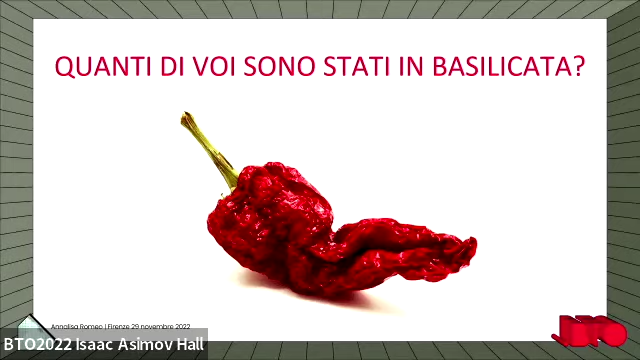 QUANTI DI VOI SONO STATI IN BASILICATA?
Annalisa Romeo | Firenze 29 novembre 2022
BTO2022 Isaac Asimov Hall
BTO